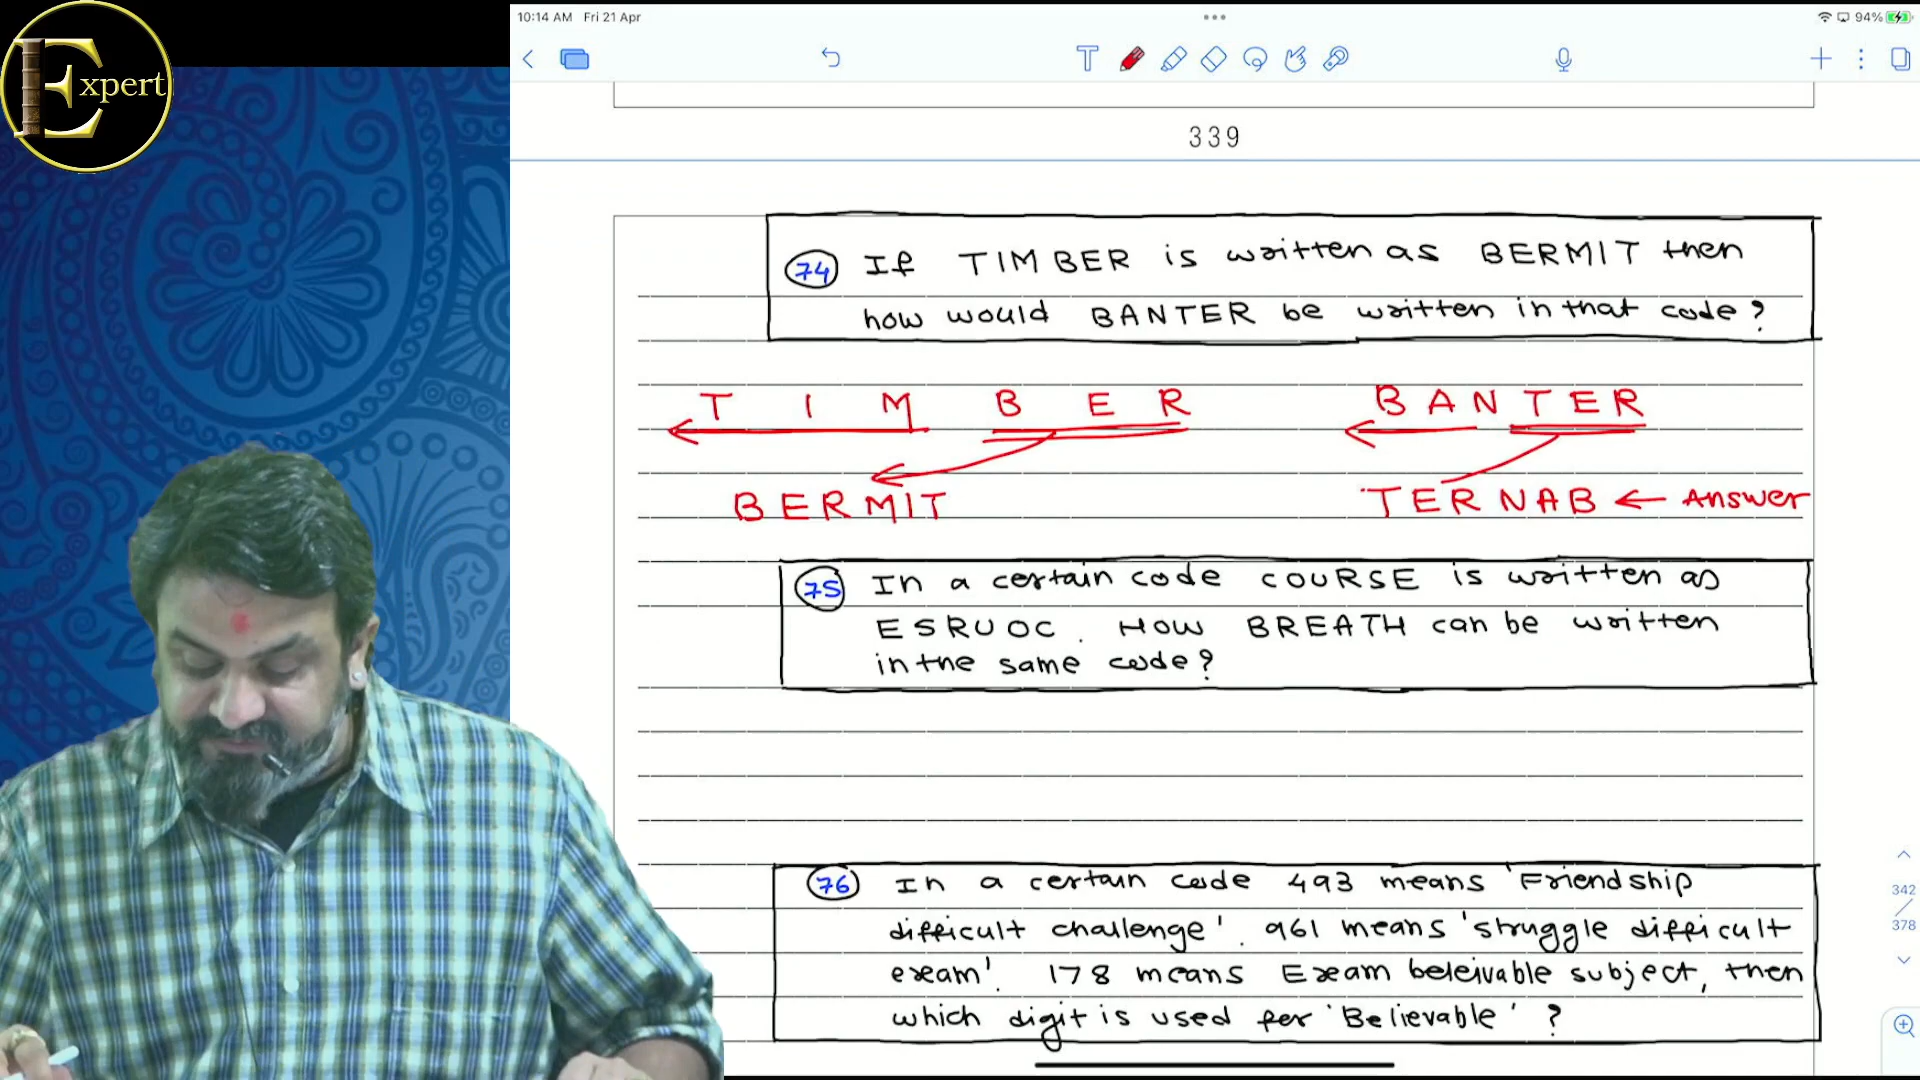 Expert
10:14 AM Fri 21 Apr
94%
339
74 If TIMBER is written as BERMIT then
how would BANTER be written in that code?
T I M B E R
BANTER
BERMIT
TERNAB ← Answer
75 In a certain code COURSE is written as
ESRUOC. How BREATH can be written
in the same code?
76 In a certain code 493 means 'Friendship
difficult challenge'. 961 means 'struggle difficult
exam'. 178 means Exam beleivable subject, then
which digit is used for 'Believable' ?
342
378